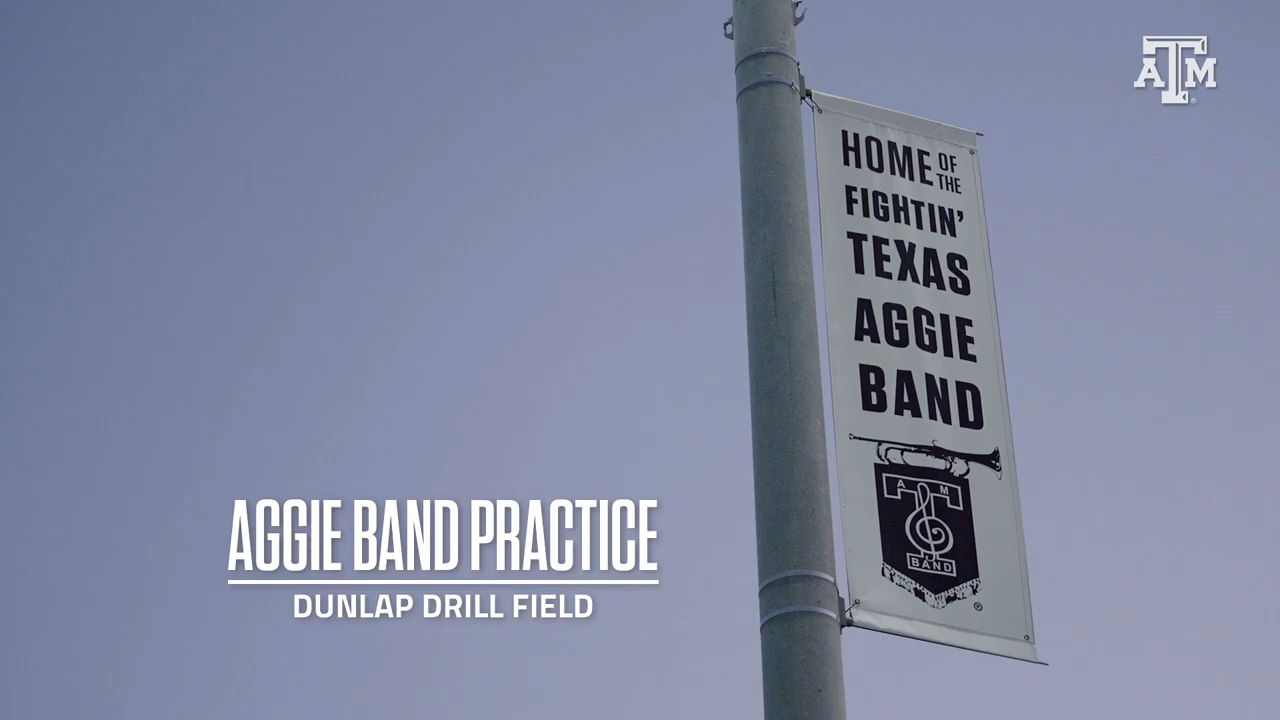 ATM
HOME OF THE
FIGHTIN'
TEXAS
AGGIE
BAND
A T M
BAND
®
AGGIE BAND PRACTICE
DUNLAP DRILL FIELD